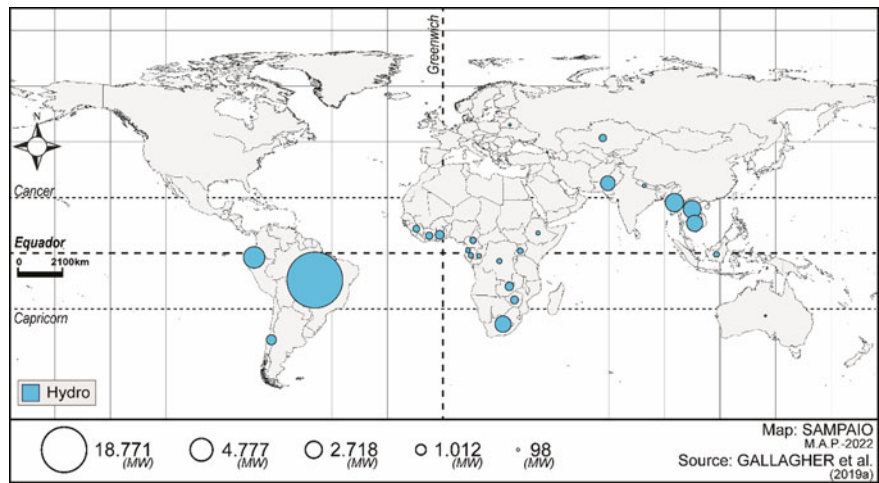 Greenwich
N
Cancer
Equador
0 2100km
Capricorn
Hydro
18.771 (MW)
4.777 (MW)
2.718 (MW)
1.012 (MW)
98 (MW)
Map: SAMPAIO
M.A.P.-2022
Source: GALLAGHER et al.
(2019a)